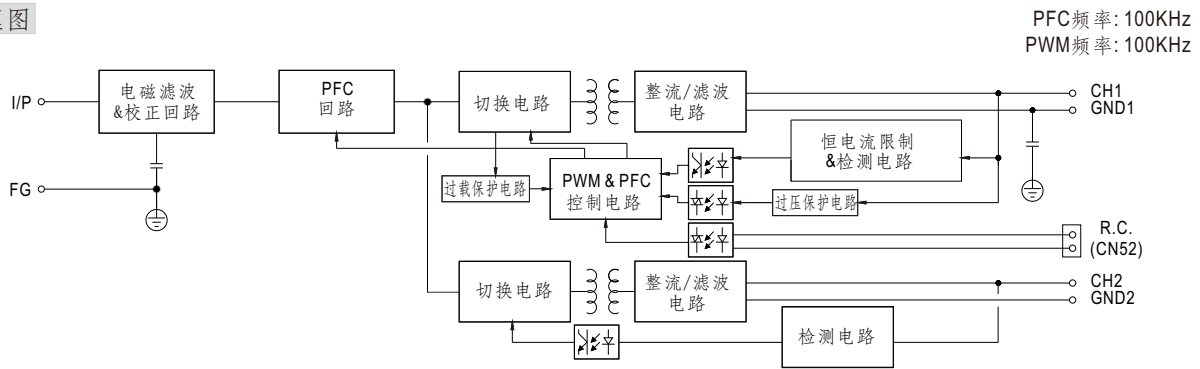 图
PFC频率: 100KHz
PWM频率: 100KHz
I/P
电磁滤波
&校正回路
PFC
回路
切换电路
整流/滤波
电路
CH1
GND1
恒电流限制
&检测电路
FG
过载保护电路
PWM & PFC
控制电路
过压保护电路
R.C.
(CN52)
切换电路
整流/滤波
电路
CH2
GND2
检测电路